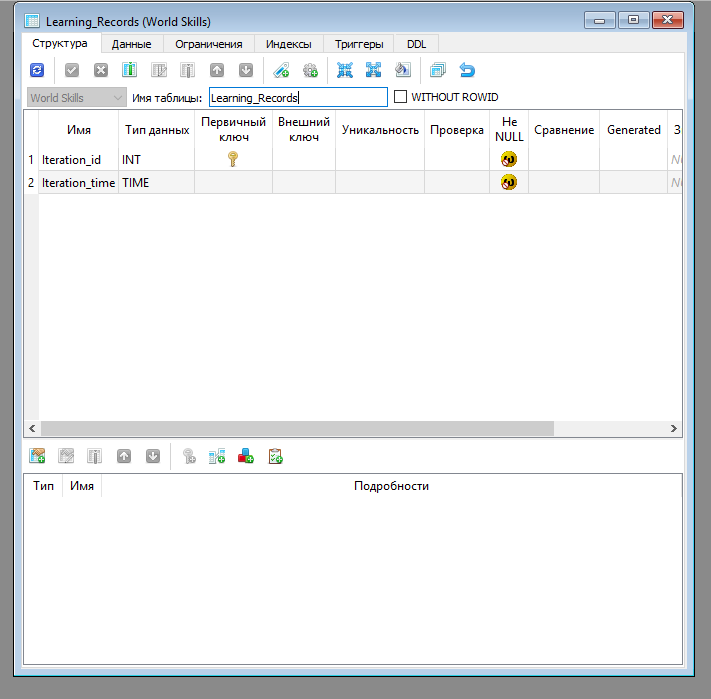 Learning_Records (World Skills)
Структура Данные Ограничения Индексы Триггеры DDL
World Skills Имя таблицы: Learning_Records WITHOUT ROWID
Имя Тип данных Первичный ключ Внешний ключ Уникальность Проверка Не NULL Сравнение Generated З
1 Iteration_id INT
2 Iteration_time TIME
Тип Имя Подробности